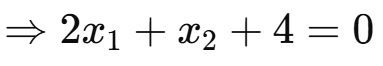 ⇒ 2x₁ + x₂ + 4 = 0